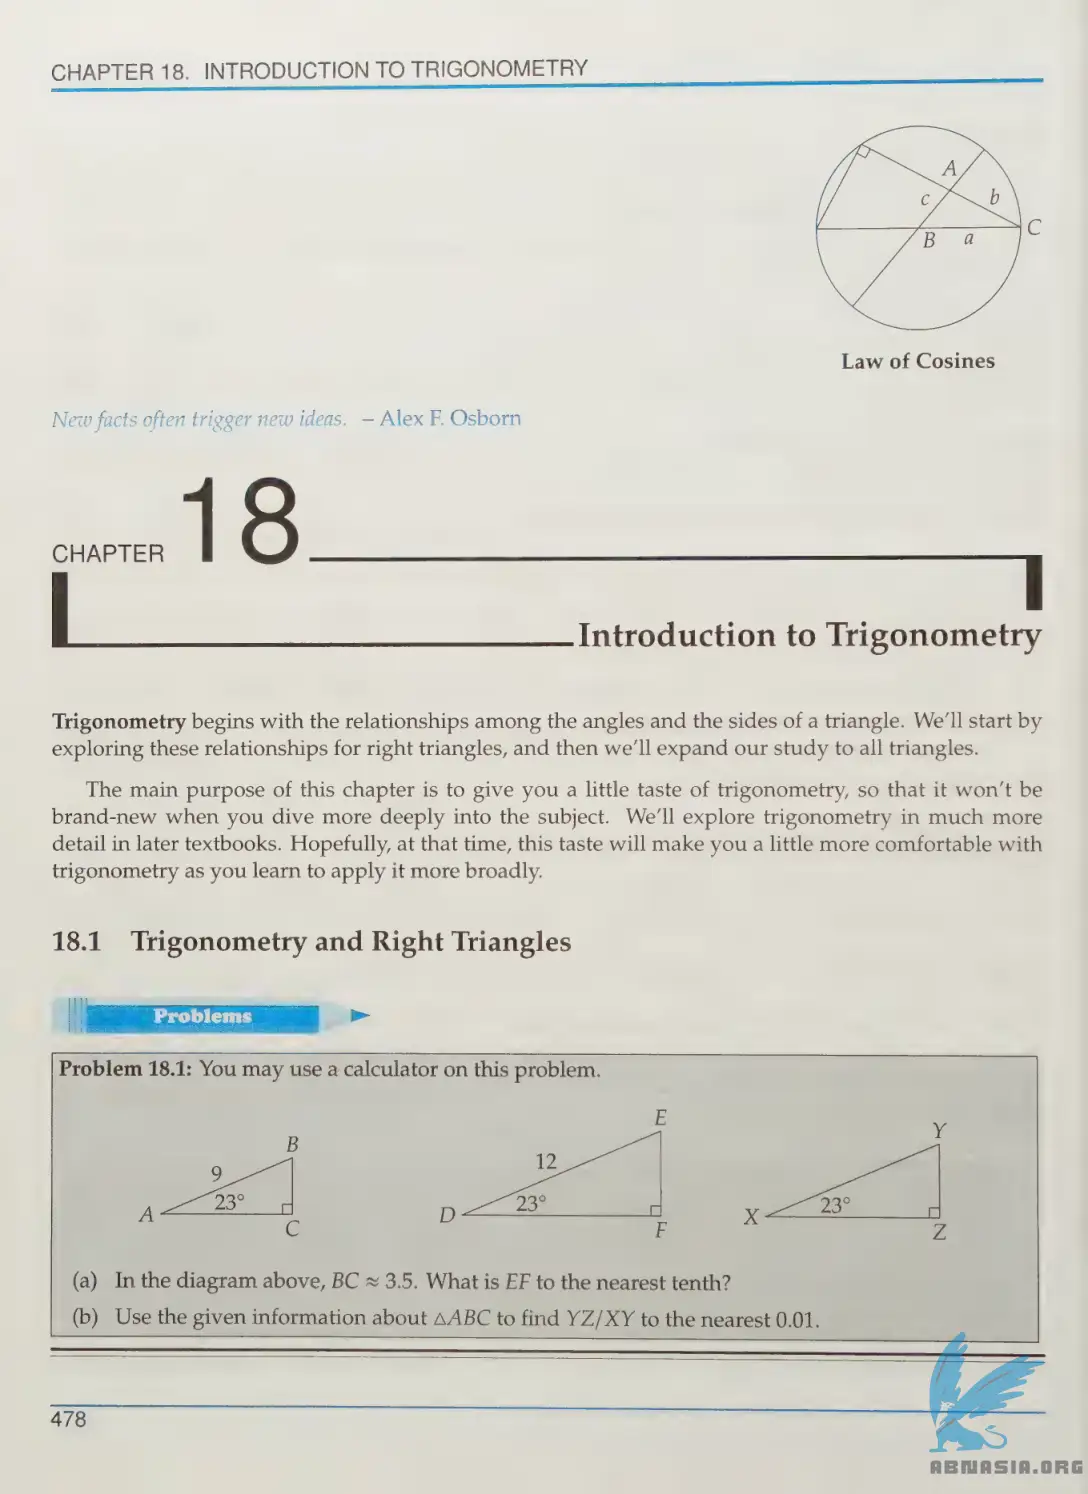 CHAPTER 18. INTRODUCTION TO TRIGONOMETRY
A
c
b
B
a
C
Law of Cosines
New facts often trigger new ideas. – Alex F. Osborn
CHAPTER 18
Introduction to Trigonometry
Trigonometry begins with the relationships among the angles and the sides of a triangle. We'll start by
exploring these relationships for right triangles, and then we'll expand our study to all triangles.
The main purpose of this chapter is to give you a little taste of trigonometry, so that it won't be
brand-new when you dive more deeply into the subject. We'll explore trigonometry in much more
detail in later textbooks. Hopefully, at that time, this taste will make you a little more comfortable with
trigonometry as you learn to apply it more broadly.
18.1 Trigonometry and Right Triangles
Problems
Problem 18.1: You may use a calculator on this problem.
B
9
23°
A
C
E
12
23°
D
F
Y
23°
X
Z
(a) In the diagram above, BC ≈ 3.5. What is EF to the nearest tenth?
(b) Use the given information about △ABC to find YZ/XY to the nearest 0.01.
478
ABNASIA.ORG